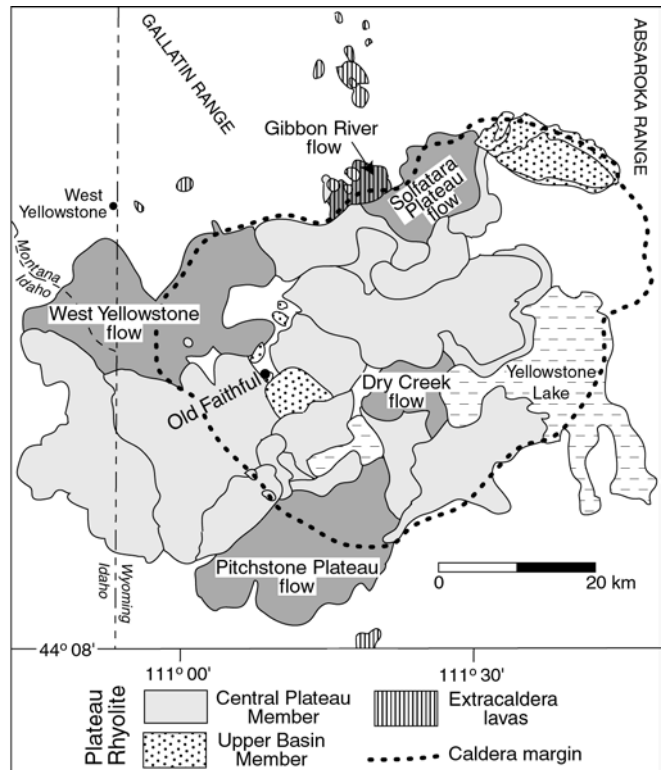 GALLATIN RANGE
ABSAROKA RANGE
Gibbon River
flow
Solfatara
Plateau
flow
West
Yellowstone
Montana
Idaho
West Yellowstone
flow
Old Faithful
Dry Creek
flow
Yellowstone
Lake
Pitchstone Plateau
flow
Idaho
Wyoming
0
20 km
44° 08'
111° 00'
111° 30'
Plateau
Rhyolite
Central Plateau
Member
Upper Basin
Member
Extracaldera
lavas
Caldera margin